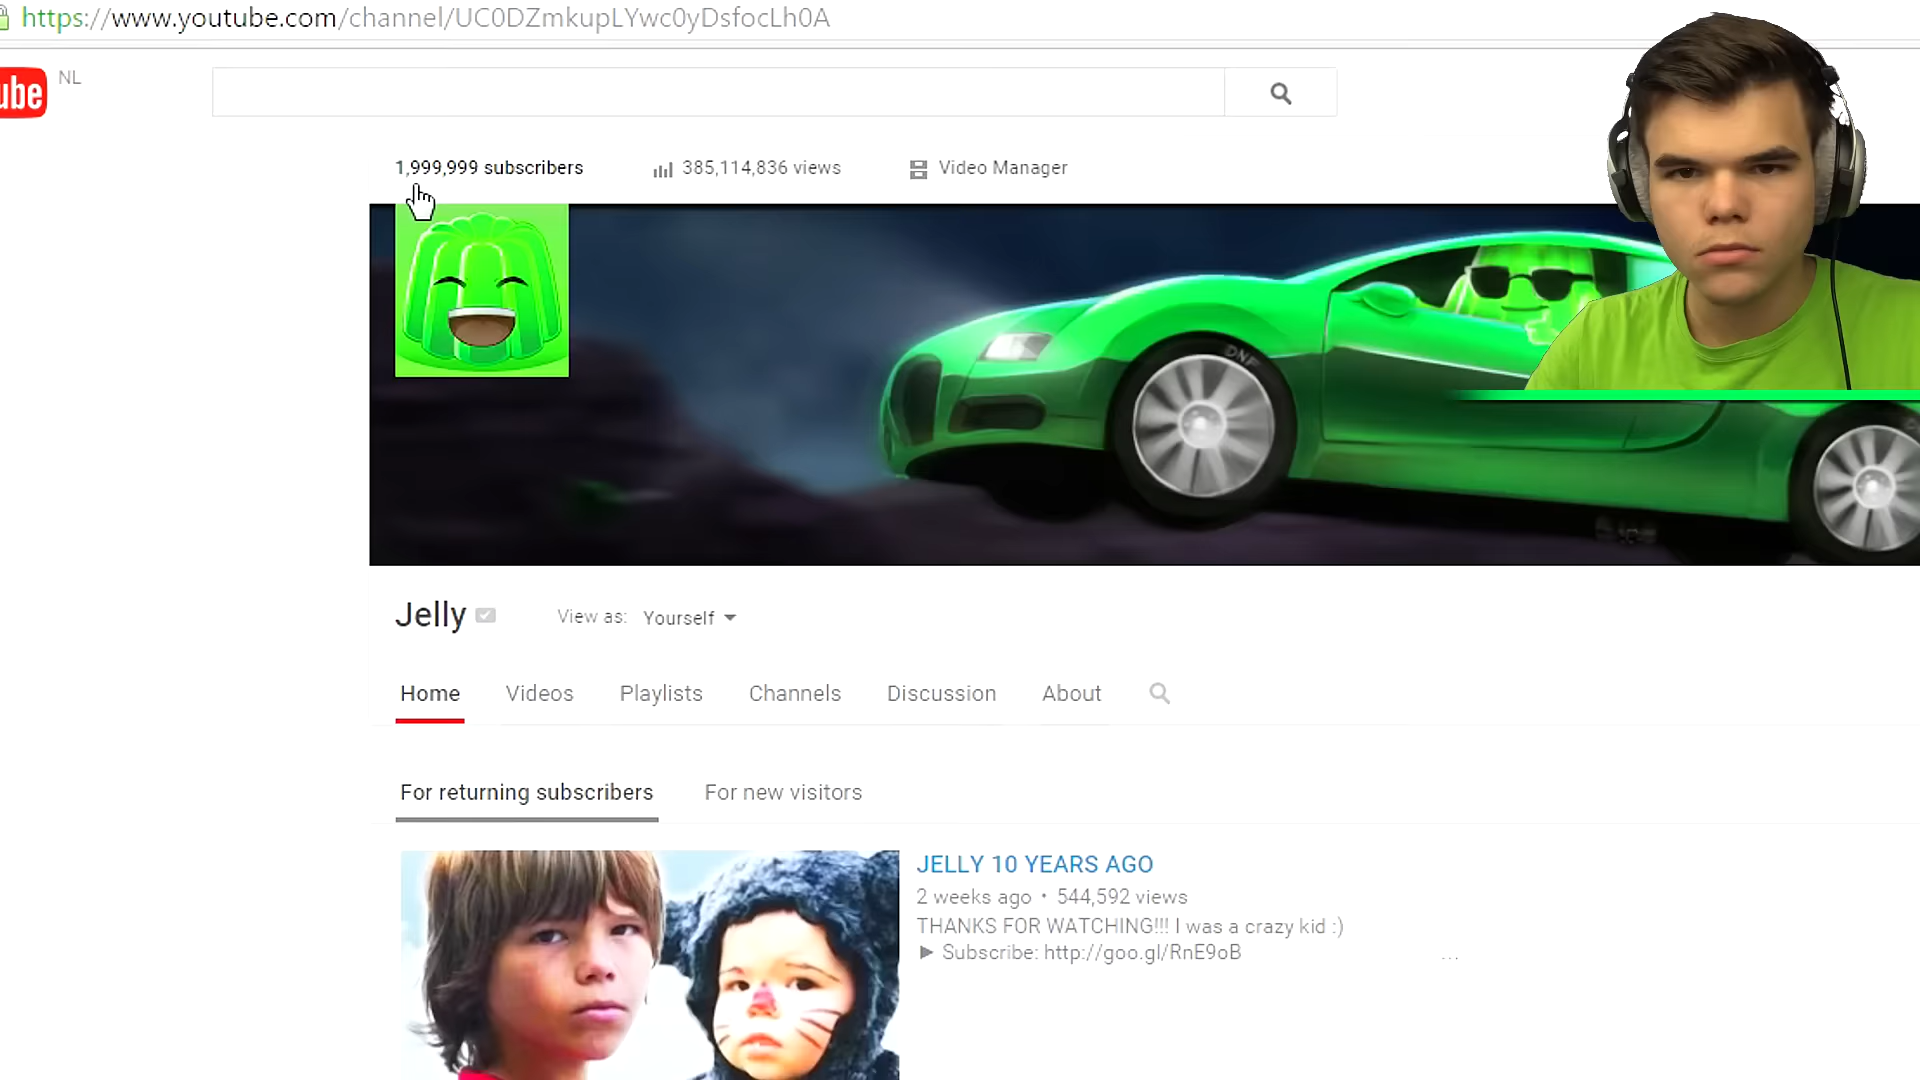 https://www.youtube.com/channel/UC0DZmkupLYwc0yDsfocLh0A
ube NL
1,999,999 subscribers
385,114,836 views
Video Manager
Jelly
View as: Yourself
Home
Videos
Playlists
Channels
Discussion
About
For returning subscribers
For new visitors
JELLY 10 YEARS AGO
2 weeks ago • 544,592 views
THANKS FOR WATCHING!!! I was a crazy kid :)
► Subscribe: http://goo.gl/RnE9oB
...